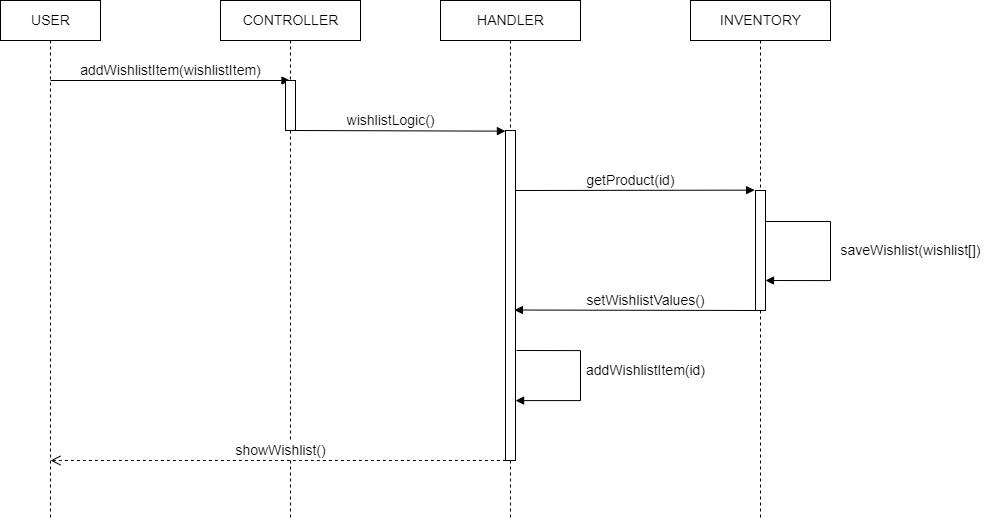 USER
CONTROLLER
HANDLER
INVENTORY
addWishlistItem(wishlistItem)
wishlistLogic()
getProduct(id)
saveWishlist(wishlist[])
setWishlistValues()
addWishlistItem(id)
showWishlist()